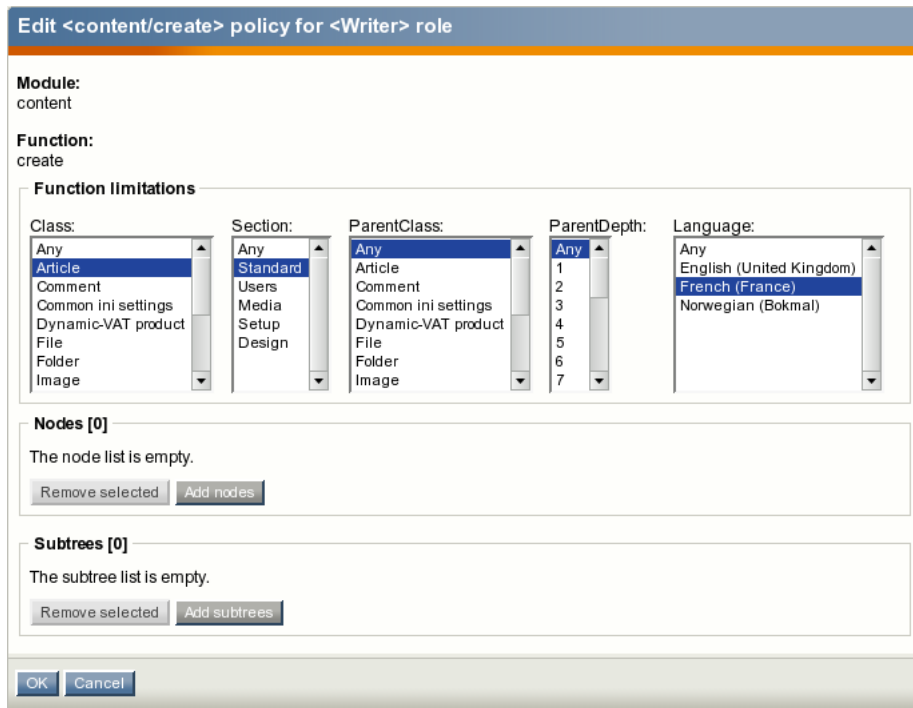 Edit <content/create> policy for <Writer> role
Module:
content
Function:
create
Function limitations
Class:
Any
Article
Comment
Common ini settings
Dynamic-VAT product
File
Folder
Image
Section:
Any
Standard
Users
Media
Setup
Design
ParentClass:
Any
Article
Comment
Common ini settings
Dynamic-VAT product
File
Folder
Image
ParentDepth:
Any
1
2
3
4
5
6
7
Language:
Any
English (United Kingdom)
French (France)
Norwegian (Bokmal)
Nodes [0]
The node list is empty.
Remove selected
Add nodes
Subtrees [0]
The subtree list is empty.
Remove selected
Add subtrees
OK
Cancel